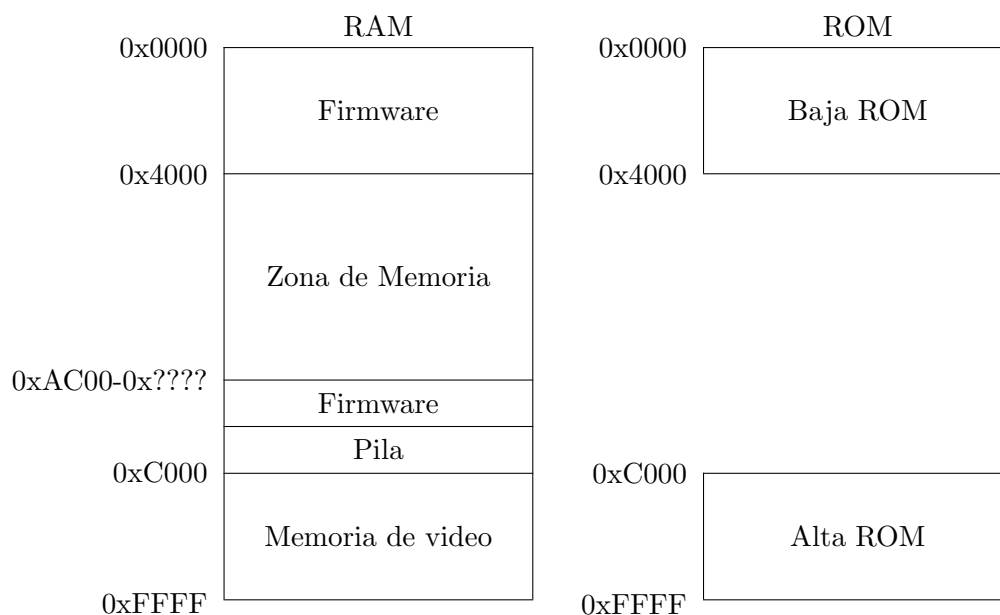 RAM
0x0000
Firmware
0x4000
Zona de Memoria
0xAC00-0x????
Firmware
Pila
0xC000
Memoria de video
0xFFFF
ROM
0x0000
Baja ROM
0x4000
0xC000
Alta ROM
0xFFFF